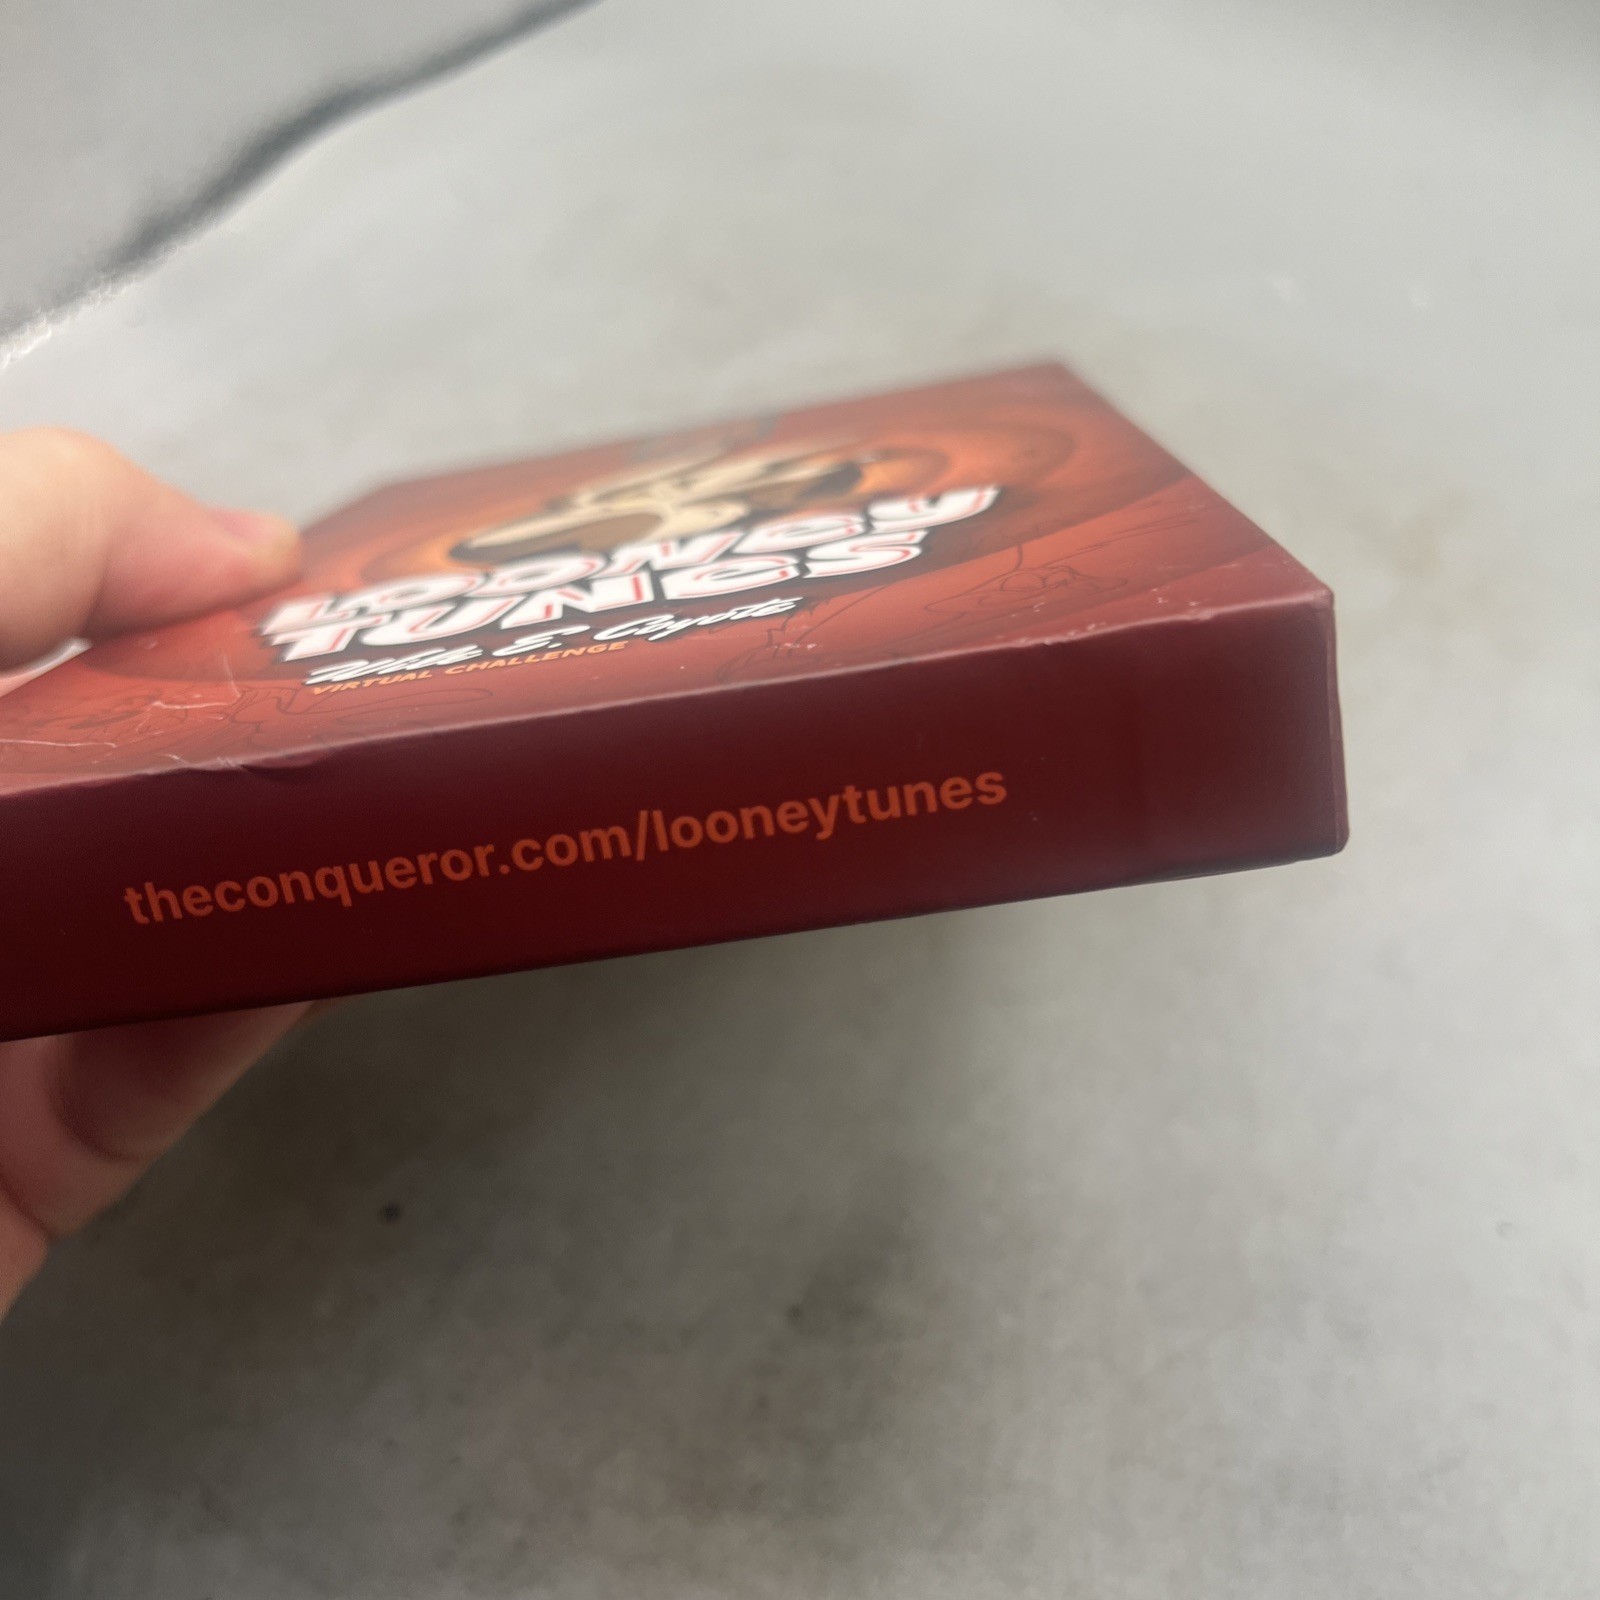 LOONEY
TUNES
Wile E. Coyote
VIRTUAL CHALLENGE
theconqueror.com/looneytunes